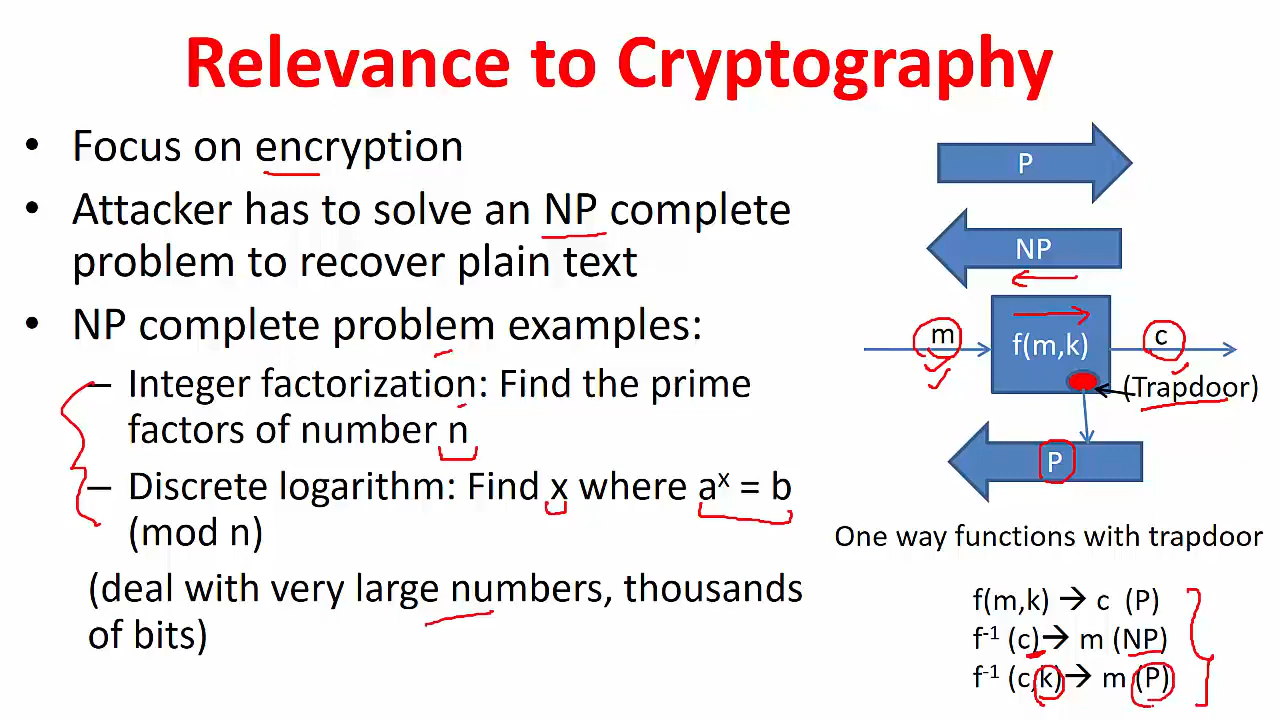 Relevance to Cryptography
• Focus on encryption
• Attacker has to solve an NP complete
problem to recover plain text
• NP complete problem examples:
– Integer factorization: Find the prime
factors of number n
– Discrete logarithm: Find x where aˣ = b
(mod n)
(deal with very large numbers, thousands
of bits)
P
NP
m
f(m,k)
c
(Trapdoor)
P
One way functions with trapdoor
f(m,k) → c (P)
f⁻¹ (c) → m (NP)
f⁻¹ (c,k) → m (P)